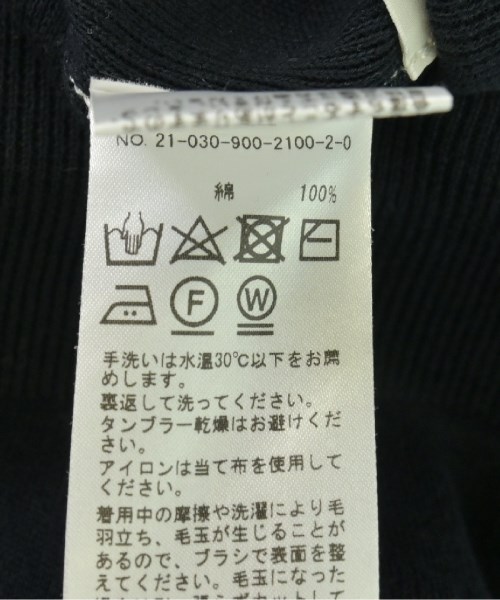 NO. 21-030-900-2100-2-0
綿 100%
F W
手洗いは水温30℃以下をお薦
めします。
裏返して洗ってください。
タンブラー乾燥はお避けくだ
さい。
アイロンは当て布を使用して
ください。
着用中の摩擦や洗濯により毛
羽立ち、毛玉が生じることが
あるので、ブラシで表面を整
えてください。毛玉になった